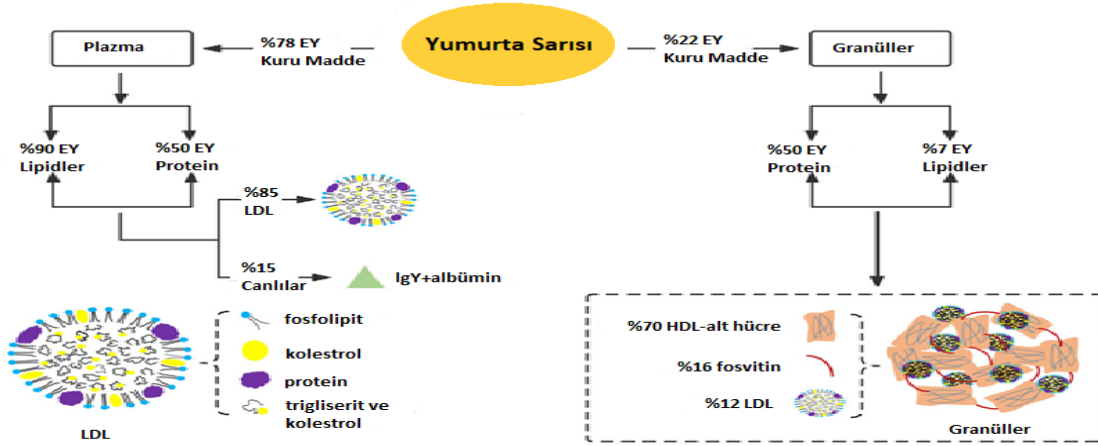 Yumurta Sarısı
Plazma
%78 EY
Kuru Madde
%22 EY
Kuru Madde
Granüller
%90 EY
Lipidler
%50 EY
Protein
%50 EY
Protein
%7 EY
Lipidler
%85
LDL
%15
Canlılar
IgY+albümin
fosfolipit
kolestrol
protein
trigliserit ve
kolestrol
LDL
%70 HDL-alt hücre
%16 fosvitin
%12 LDL
Granüller